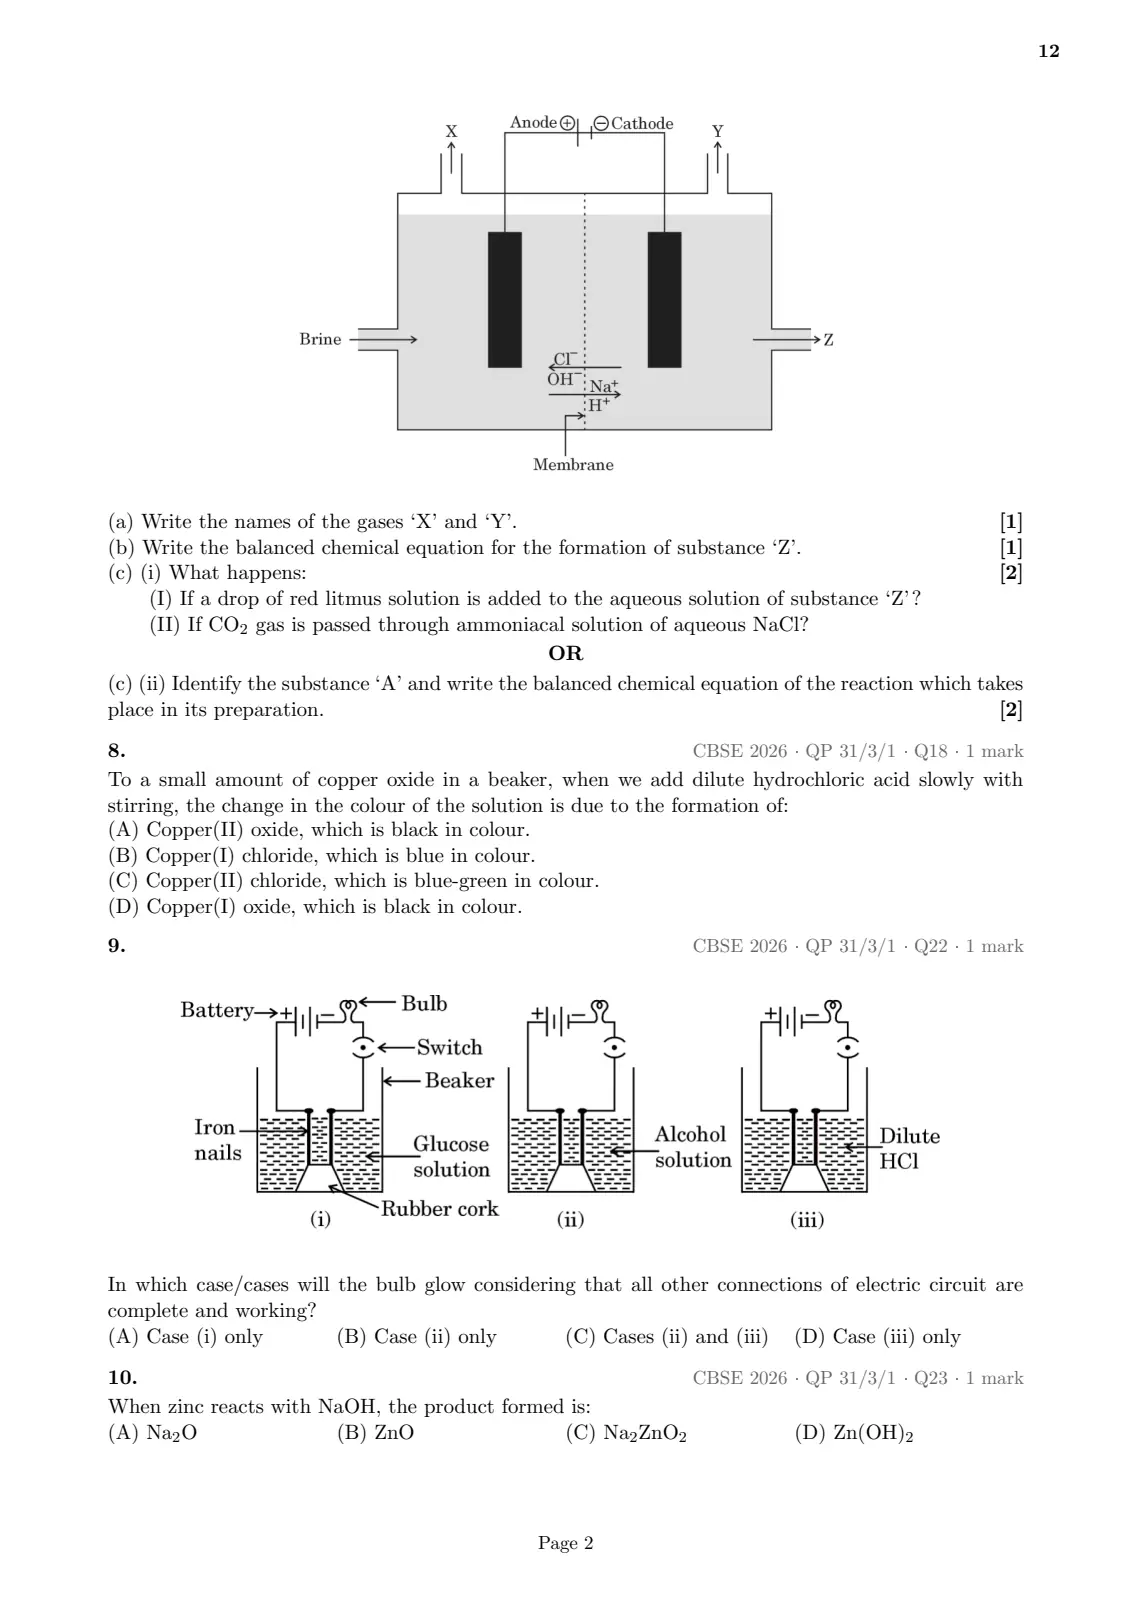 12
Anode ⊕ ⊖ Cathode
X
Y
Brine
Z
Cl⁻
OH⁻
Na⁺
H⁺
Membrane
(a) Write the names of the gases ‘X’ and ‘Y’. [1]
(b) Write the balanced chemical equation for the formation of substance ‘Z’. [1]
(c) (i) What happens: [2]
(I) If a drop of red litmus solution is added to the aqueous solution of substance ‘Z’?
(II) If CO₂ gas is passed through ammoniacal solution of aqueous NaCl?
OR
(c) (ii) Identify the substance ‘A’ and write the balanced chemical equation of the reaction which takes
place in its preparation. [2]
8. CBSE 2026 · QP 31/3/1 · Q18 · 1 mark
To a small amount of copper oxide in a beaker, when we add dilute hydrochloric acid slowly with
stirring, the change in the colour of the solution is due to the formation of:
(A) Copper(II) oxide, which is black in colour.
(B) Copper(I) chloride, which is blue in colour.
(C) Copper(II) chloride, which is blue-green in colour.
(D) Copper(I) oxide, which is black in colour.
9. CBSE 2026 · QP 31/3/1 · Q22 · 1 mark
Battery + − Bulb
+ −
+ −
Switch
Beaker
Iron
nails
Glucose
solution
Alcohol
solution
Dilute
HCl
Rubber cork
(i) (ii) (iii)
In which case/cases will the bulb glow considering that all other connections of electric circuit are
complete and working?
(A) Case (i) only (B) Case (ii) only (C) Cases (ii) and (iii) (D) Case (iii) only
10. CBSE 2026 · QP 31/3/1 · Q23 · 1 mark
When zinc reacts with NaOH, the product formed is:
(A) Na₂O (B) ZnO (C) Na₂ZnO₂ (D) Zn(OH)₂
Page 2